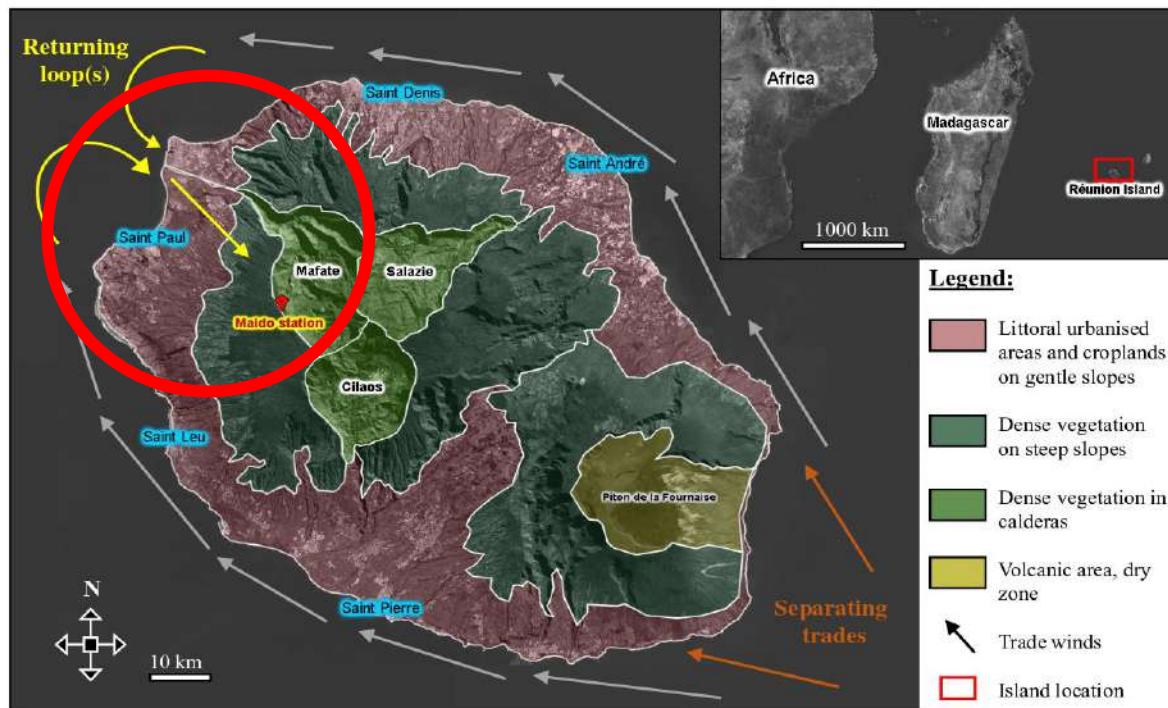 Returning
loop(s)
Saint Denis
Saint André
Saint Paul
Mafate
Salazie
Maido station
Cilaos
Saint Leu
Piton de la Fournaise
Saint Pierre
Separating
trades
N
10 km
Africa
Madagascar
Réunion Island
1000 km
Legend:
Littoral urbanised
areas and croplands
on gentle slopes
Dense vegetation
on steep slopes
Dense vegetation in
calderas
Volcanic area, dry
zone
Trade winds
Island location